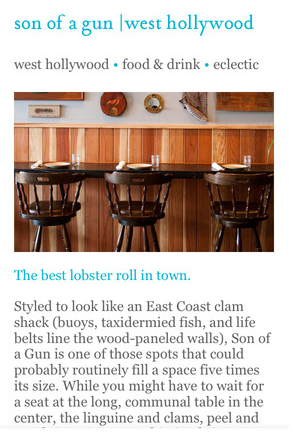 son of a gun |west hollywood
west hollywood • food & drink • eclectic
The best lobster roll in town.
Styled to look like an East Coast clam
shack (buoys, taxidermied fish, and life
belts line the wood-paneled walls), Son of
a Gun is one of those spots that could
probably routinely fill a space five times
its size. While you might have to wait for
a seat at the long, communal table in the
center, the linguine and clams, peel and